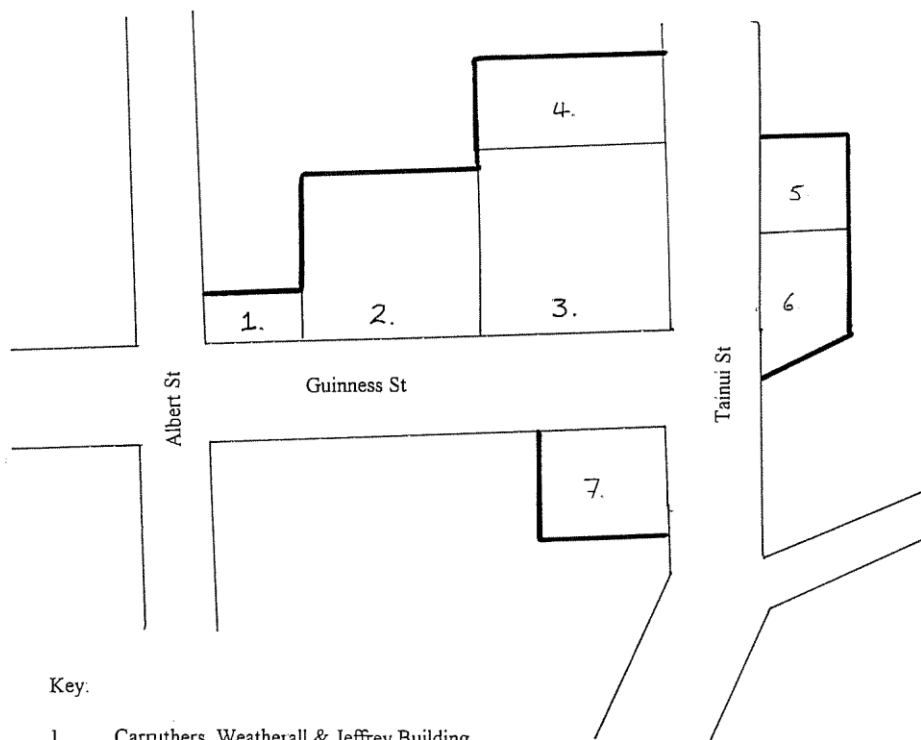 4.
5
1.
2.
3.
6.
Albert St
Guinness St
Tainui St
7.
Key:
1 Carruthers, Weatherall & Jeffrey Building